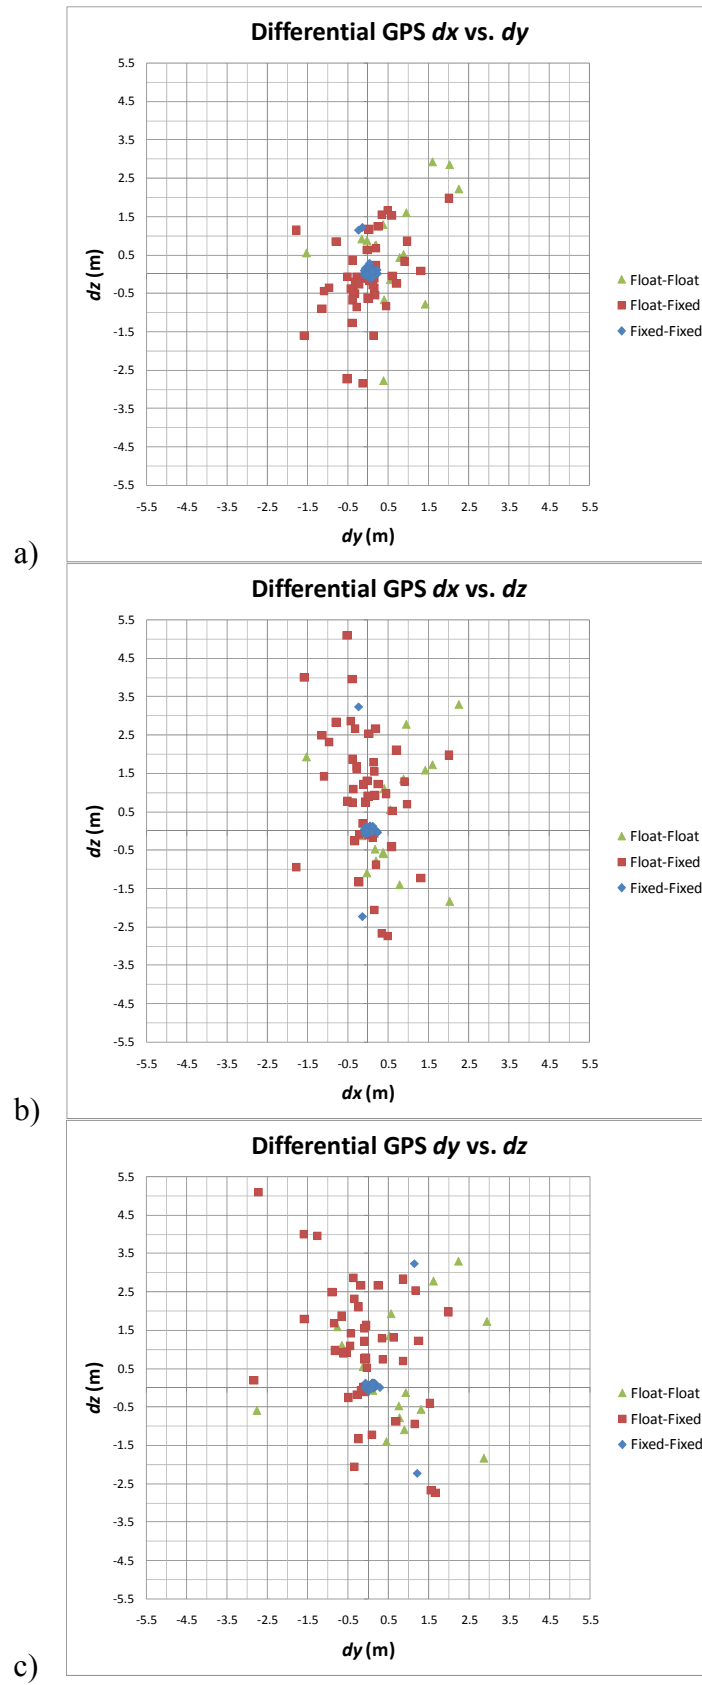 Differential GPS dx vs. dy
5.5
4.5
3.5
2.5
1.5
0.5
-0.5
-1.5
-2.5
-3.5
-4.5
-5.5
-5.5 -4.5 -3.5 -2.5 -1.5 -0.5 0.5 1.5 2.5 3.5 4.5 5.5
dz (m)
dy (m)
Float-Float
Float-Fixed
Fixed-Fixed
a)
Differential GPS dx vs. dz
5.5
4.5
3.5
2.5
1.5
0.5
-0.5
-1.5
-2.5
-3.5
-4.5
-5.5
-5.5 -4.5 -3.5 -2.5 -1.5 -0.5 0.5 1.5 2.5 3.5 4.5 5.5
dz (m)
dx (m)
Float-Float
Float-Fixed
Fixed-Fixed
b)
Differential GPS dy vs. dz
5.5
4.5
3.5
2.5
1.5
0.5
-0.5
-1.5
-2.5
-3.5
-4.5
-5.5
-5.5 -4.5 -3.5 -2.5 -1.5 -0.5 0.5 1.5 2.5 3.5 4.5 5.5
dz (m)
dy (m)
Float-Float
Float-Fixed
Fixed-Fixed
c)